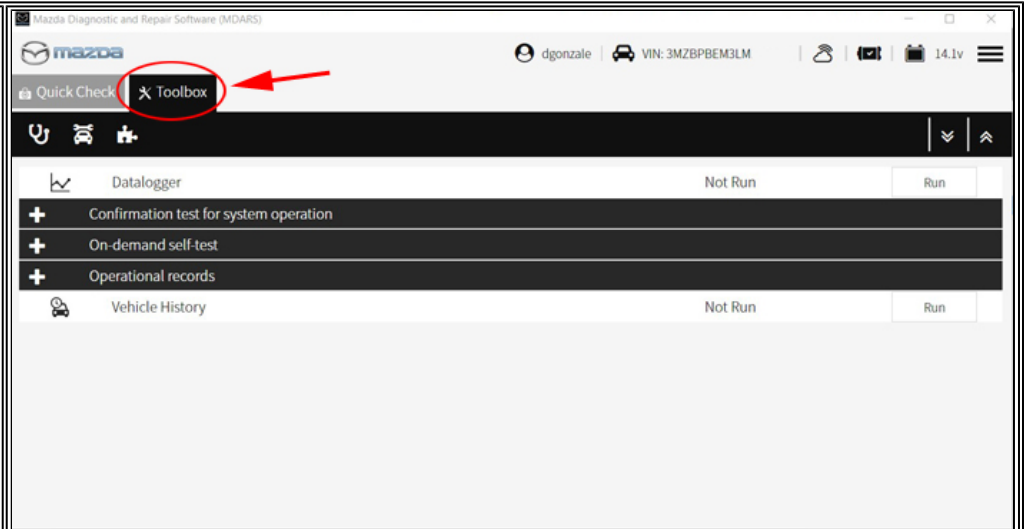 Mazda Diagnostic and Repair Software (MDARS)
mazda dgonzale VIN: 3MZBPBEM3LM 14.1v
Quick Check Toolbox
Datalogger Not Run Run
Confirmation test for system operation
On-demand self-test
Operational records
Vehicle History Not Run Run